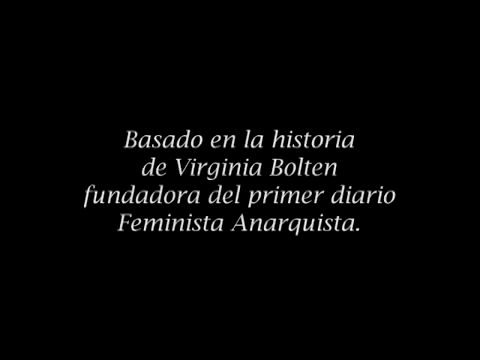 Basado en la historia
de Virginia Bolten
fundadora del primer diario
Feminista Anarquista.